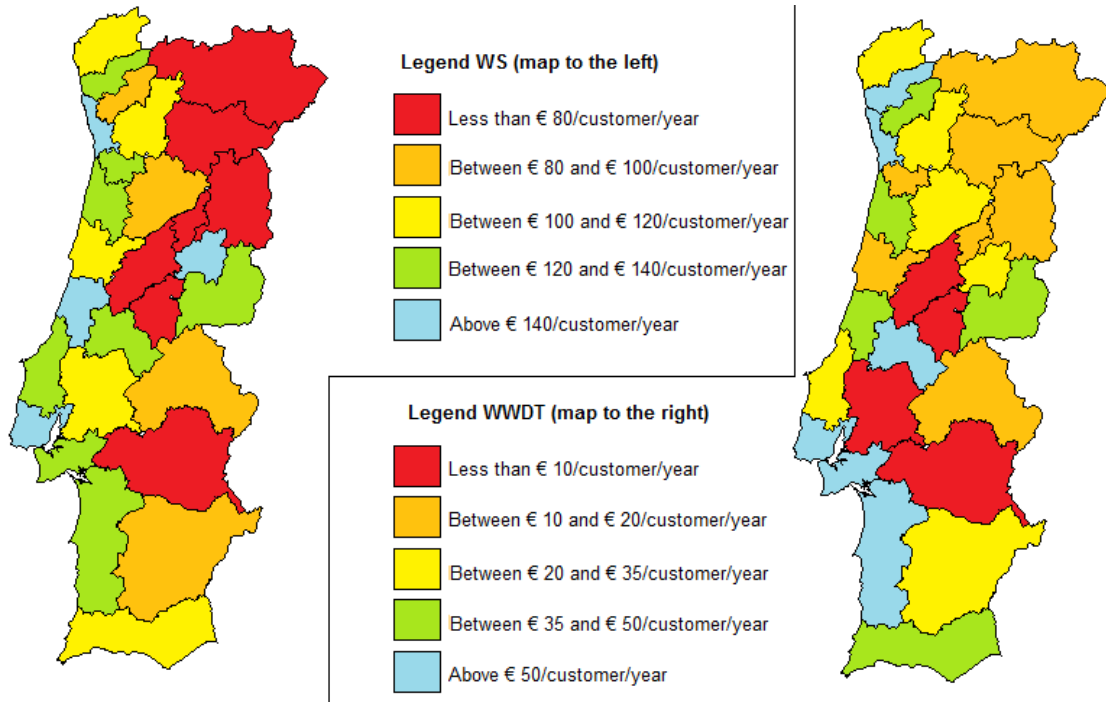 Legend WS (map to the left)
Less than € 80/customer/year
Between € 80 and € 100/customer/year
Between € 100 and € 120/customer/year
Between € 120 and € 140/customer/year
Above € 140/customer/year
Legend WWDT (map to the right)
Less than € 10/customer/year
Between € 10 and € 20/customer/year
Between € 20 and € 35/customer/year
Between € 35 and € 50/customer/year
Above € 50/customer/year